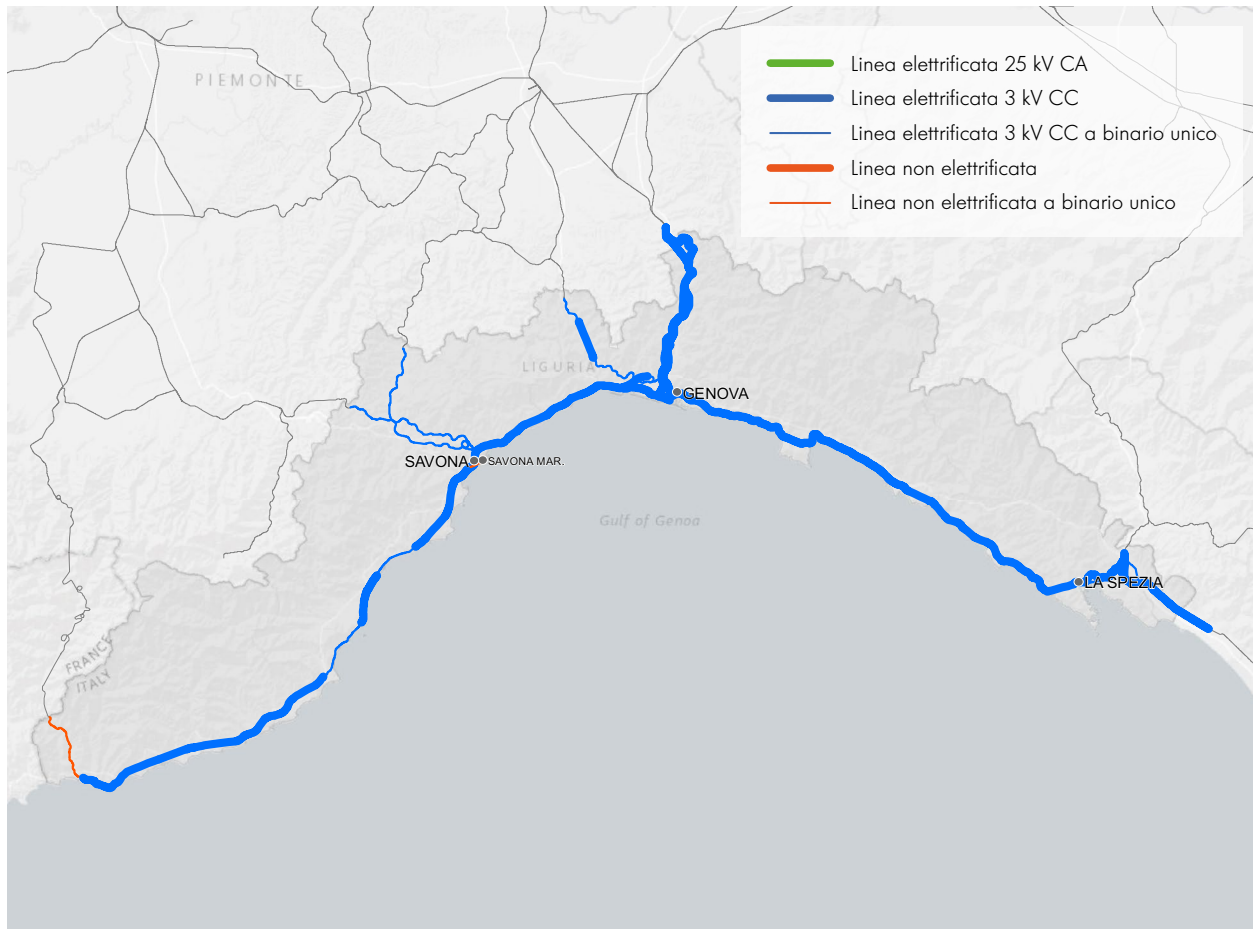 Linea elettrificata 25 kV CA
Linea elettrificata 3 kV CC
Linea elettrificata 3 kV CC a binario unico
Linea non elettrificata
Linea non elettrificata a binario unico
PIEMONTE
LIGURIA
GENOVA
SAVONA
SAVONA MAR.
Gulf of Genoa
LA SPEZIA
FRANCE
ITALY